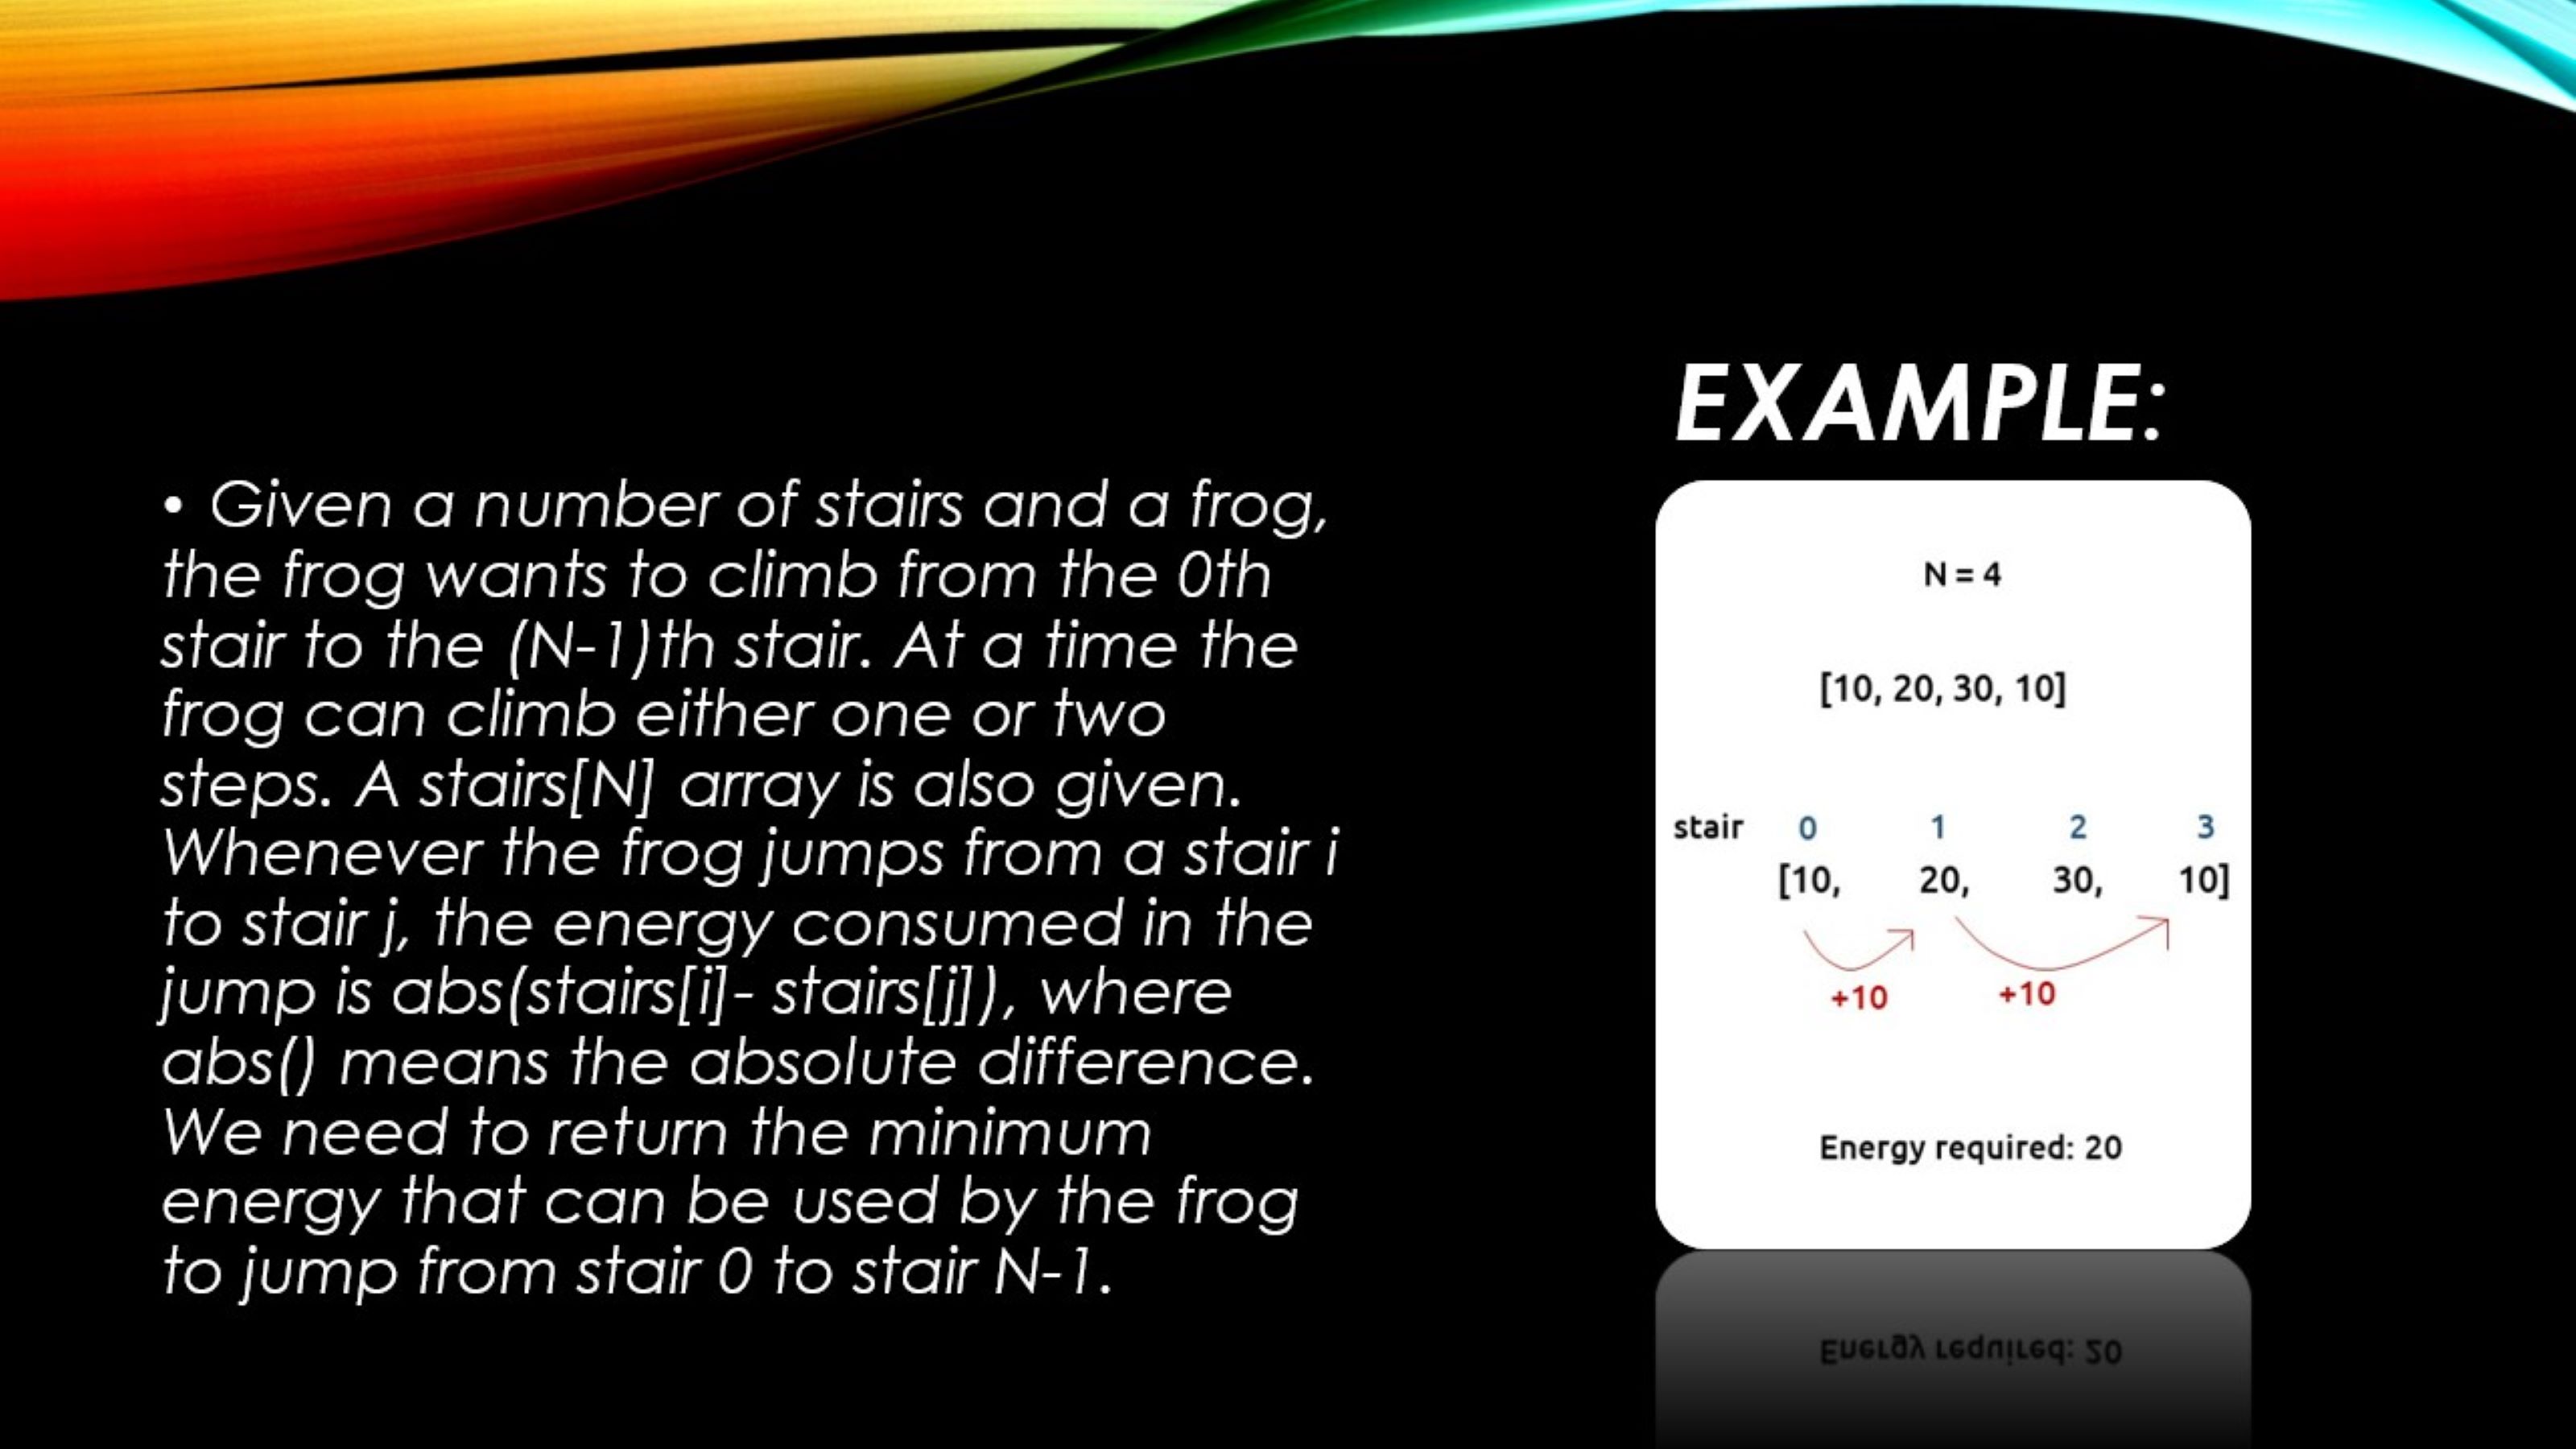 • Given a number of stairs and a frog,
the frog wants to climb from the 0th
stair to the (N-1)th stair. At a time the
frog can climb either one or two
steps. A stairs[N] array is also given.
Whenever the frog jumps from a stair i
to stair j, the energy consumed in the
jump is abs(stairs[i]- stairs[j]), where
abs() means the absolute difference.
We need to return the minimum
energy that can be used by the frog
to jump from stair 0 to stair N-1.
EXAMPLE:
N = 4
[10, 20, 30, 10]
stair 0 1 2 3
[10, 20, 30, 10]
+10 +10
Energy required: 20